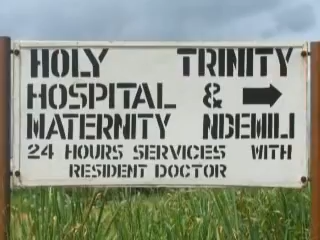 HOLY TRINITY
HOSPITAL &
MATERNITY NDEMILI
24 HOURS SERVICES WITH
RESIDENT DOCTOR